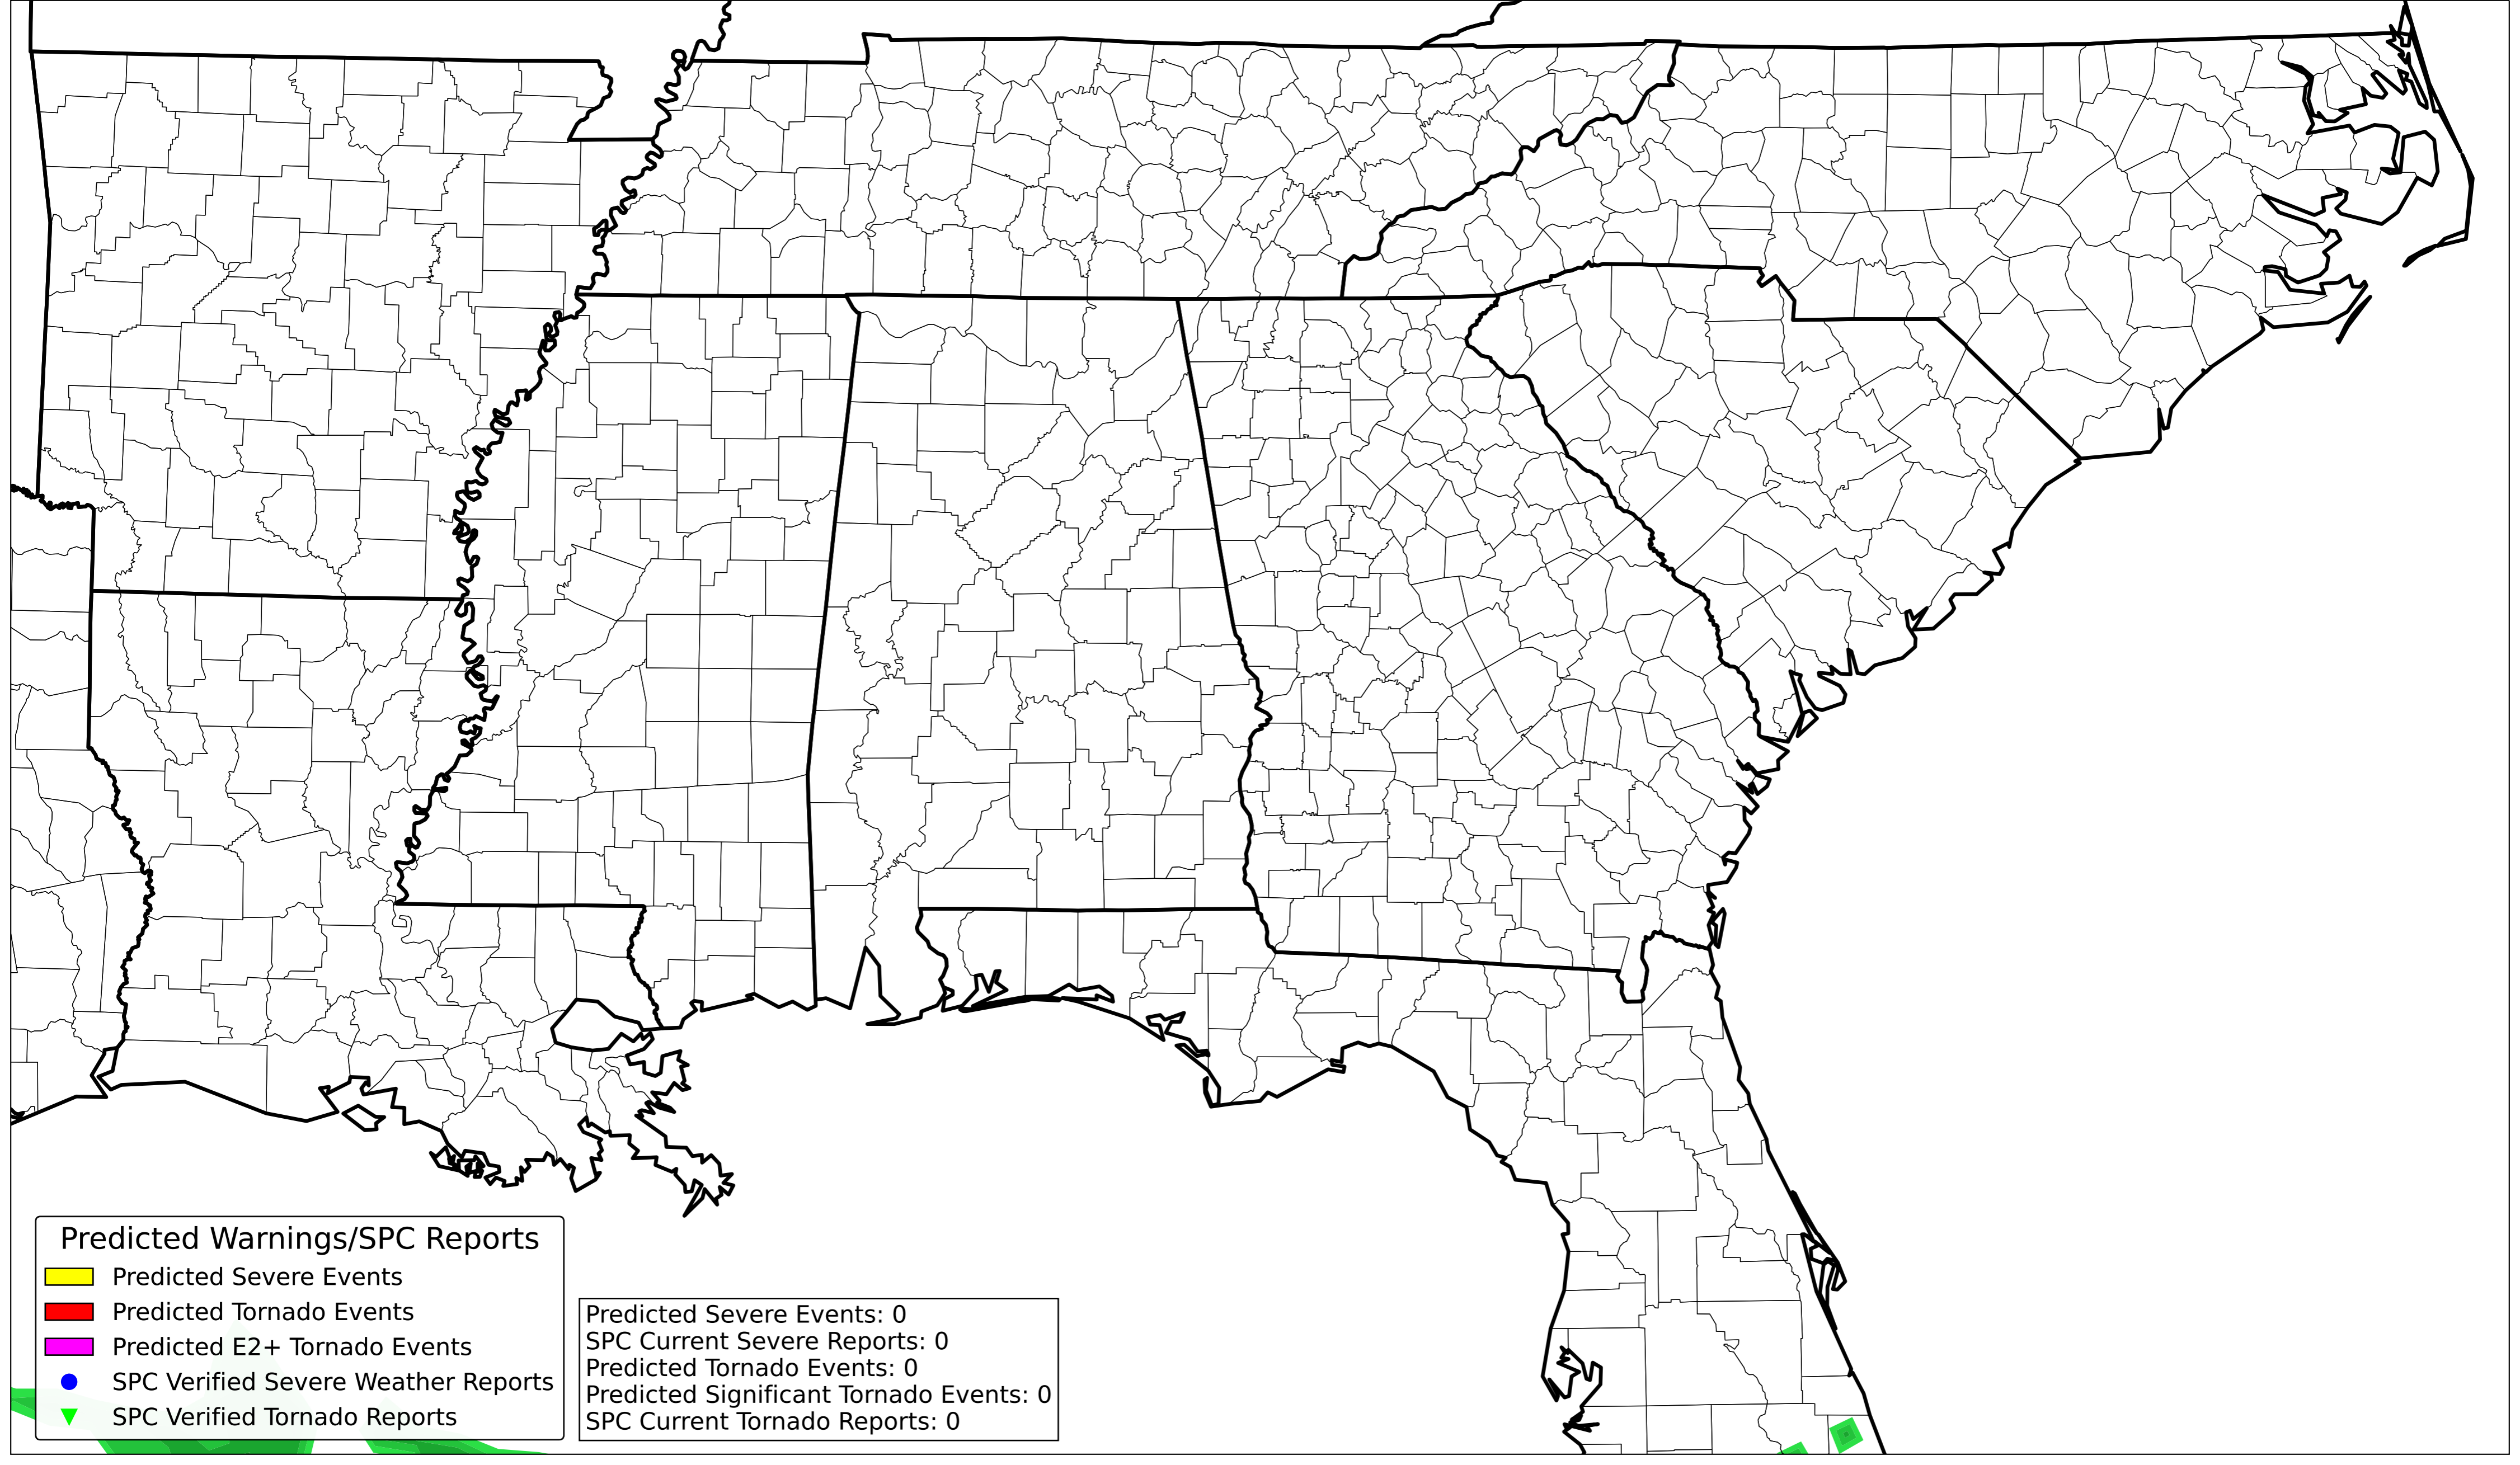 Predicted Warnings/SPC Reports
Predicted Severe Events
Predicted Tornado Events
Predicted E2+ Tornado Events
SPC Verified Severe Weather Reports
SPC Verified Tornado Reports
Predicted Severe Events: 0
SPC Current Severe Reports: 0
Predicted Tornado Events: 0
Predicted Significant Tornado Events: 0
SPC Current Tornado Reports: 0